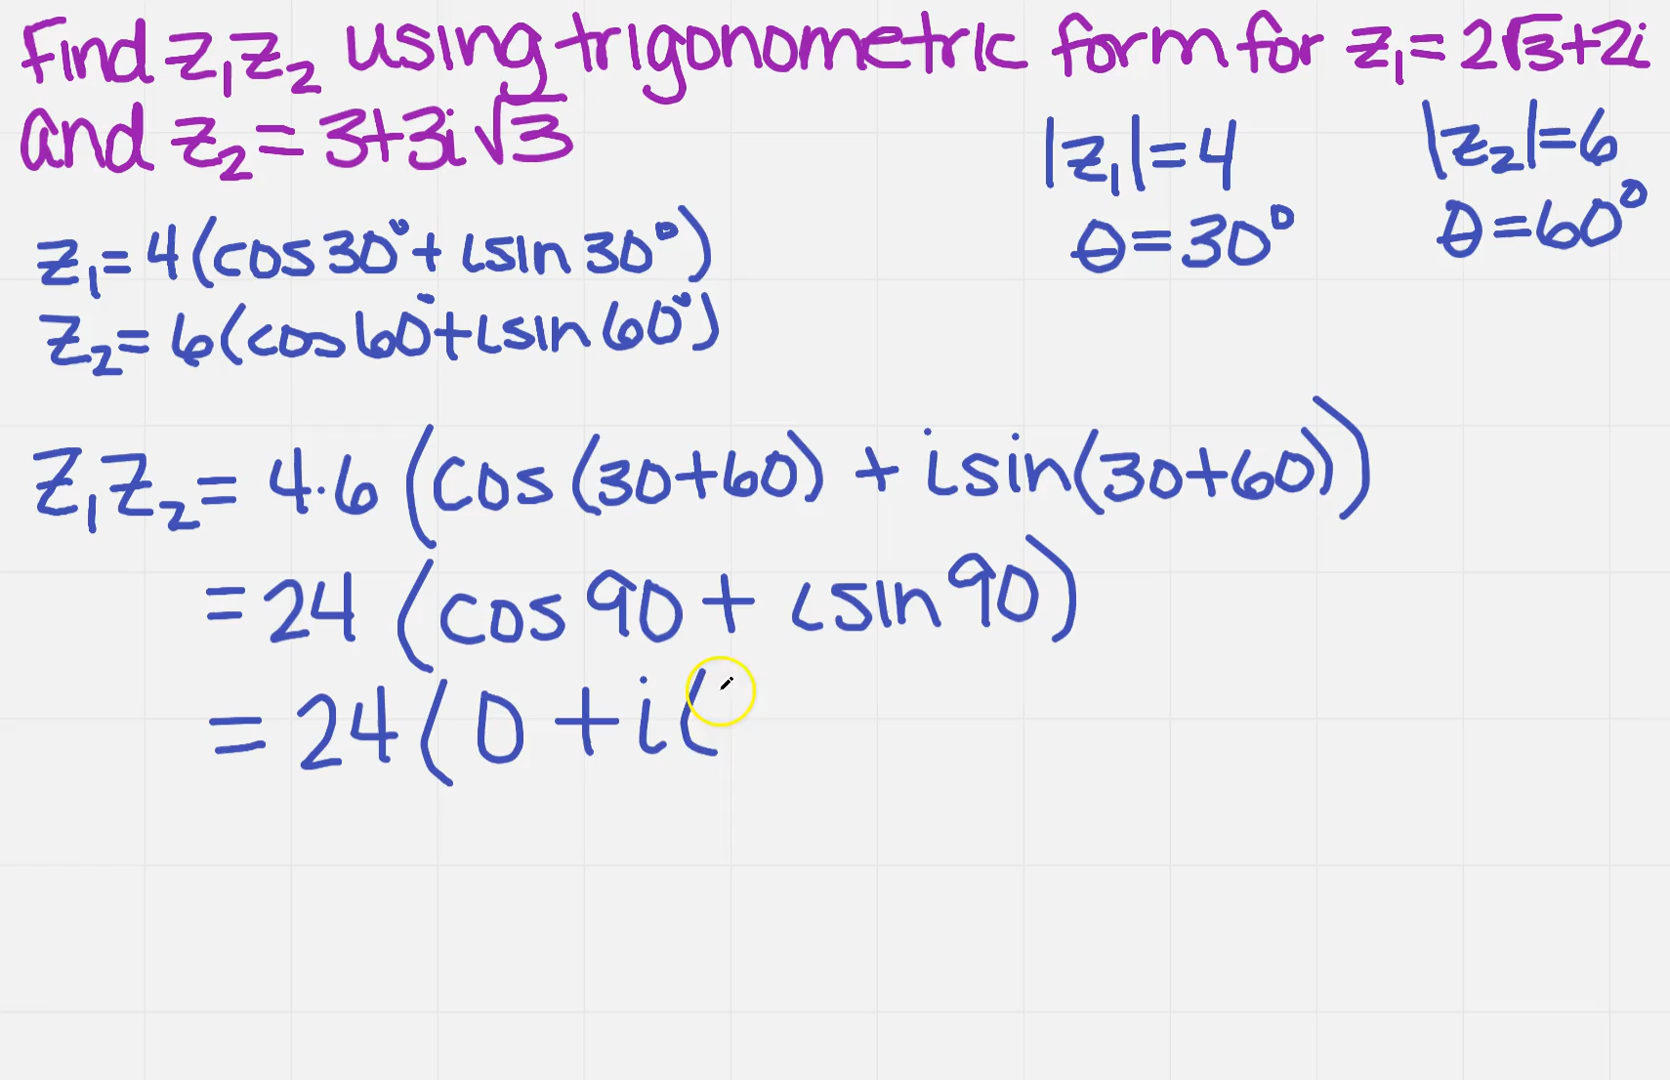 Find z₁z₂ using trigonometric form for z₁ = 2√3+2i
and z₂ = 3+3i√3
|z₁|=4 |z₂|=6
θ=30° θ=60°
z₁=4(cos30°+isin30°)
z₂=6(cos60°+isin60°)
z₁z₂=4·6(cos(30+60)+isin(30+60))
=24(cos90+isin90)
=24(0+i(